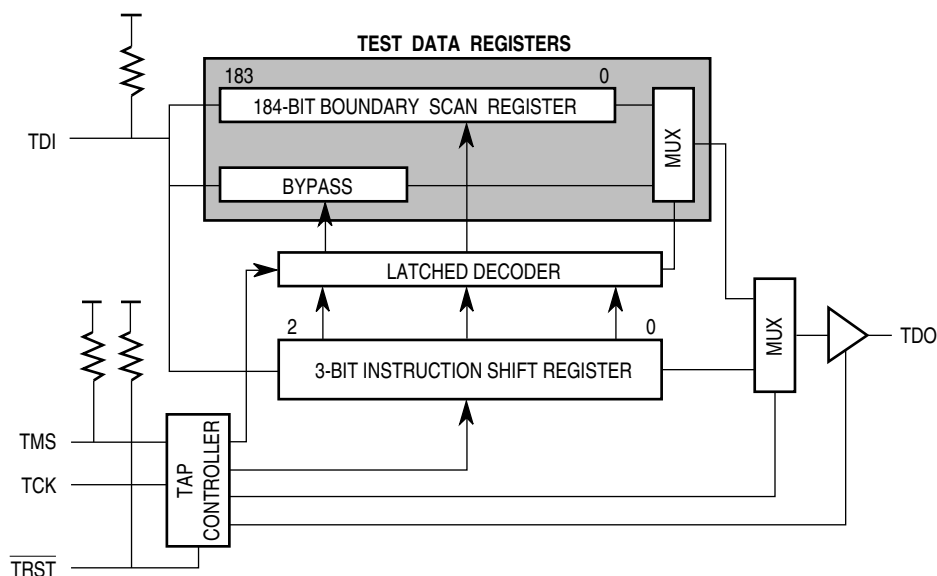 TEST DATA REGISTERS
183
0
184-BIT BOUNDARY SCAN REGISTER
TDI
MUX
BYPASS
LATCHED DECODER
2
0
MUX
TDO
3-BIT INSTRUCTION SHIFT REGISTER
TMS
TAP
CONTROLLER
TCK
TRST